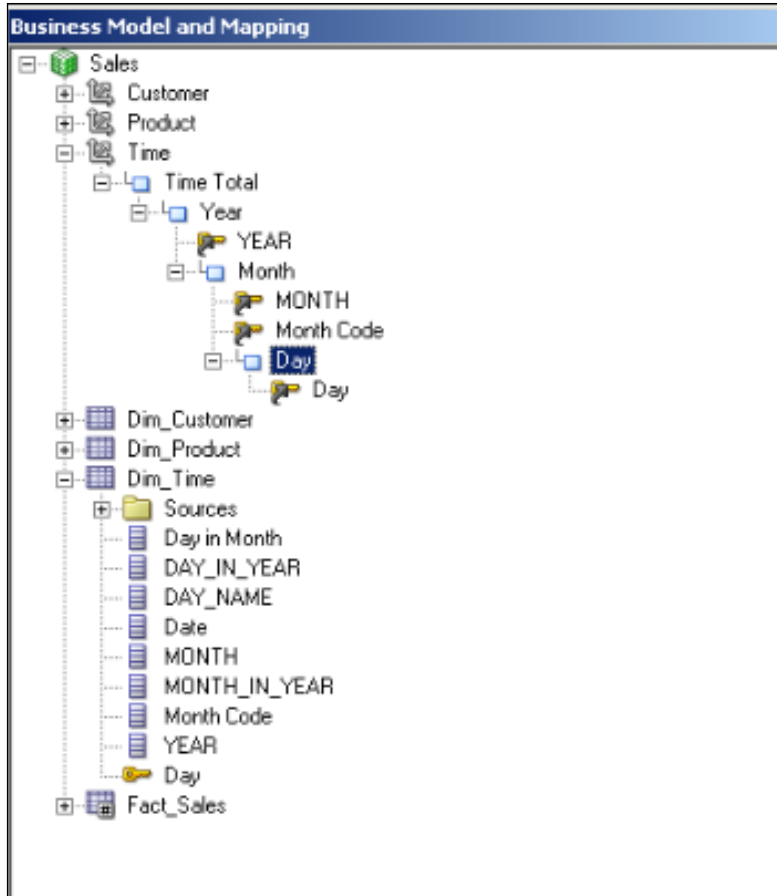 Business Model and Mapping
Sales
Customer
Product
Time
Time Total
Year
YEAR
Month
MONTH
Month Code
Day
Day
Dim_Customer
Dim_Product
Dim_Time
Sources
Day in Month
DAY_IN_YEAR
DAY_NAME
Date
MONTH
MONTH_IN_YEAR
Month Code
YEAR
Day
Fact_Sales